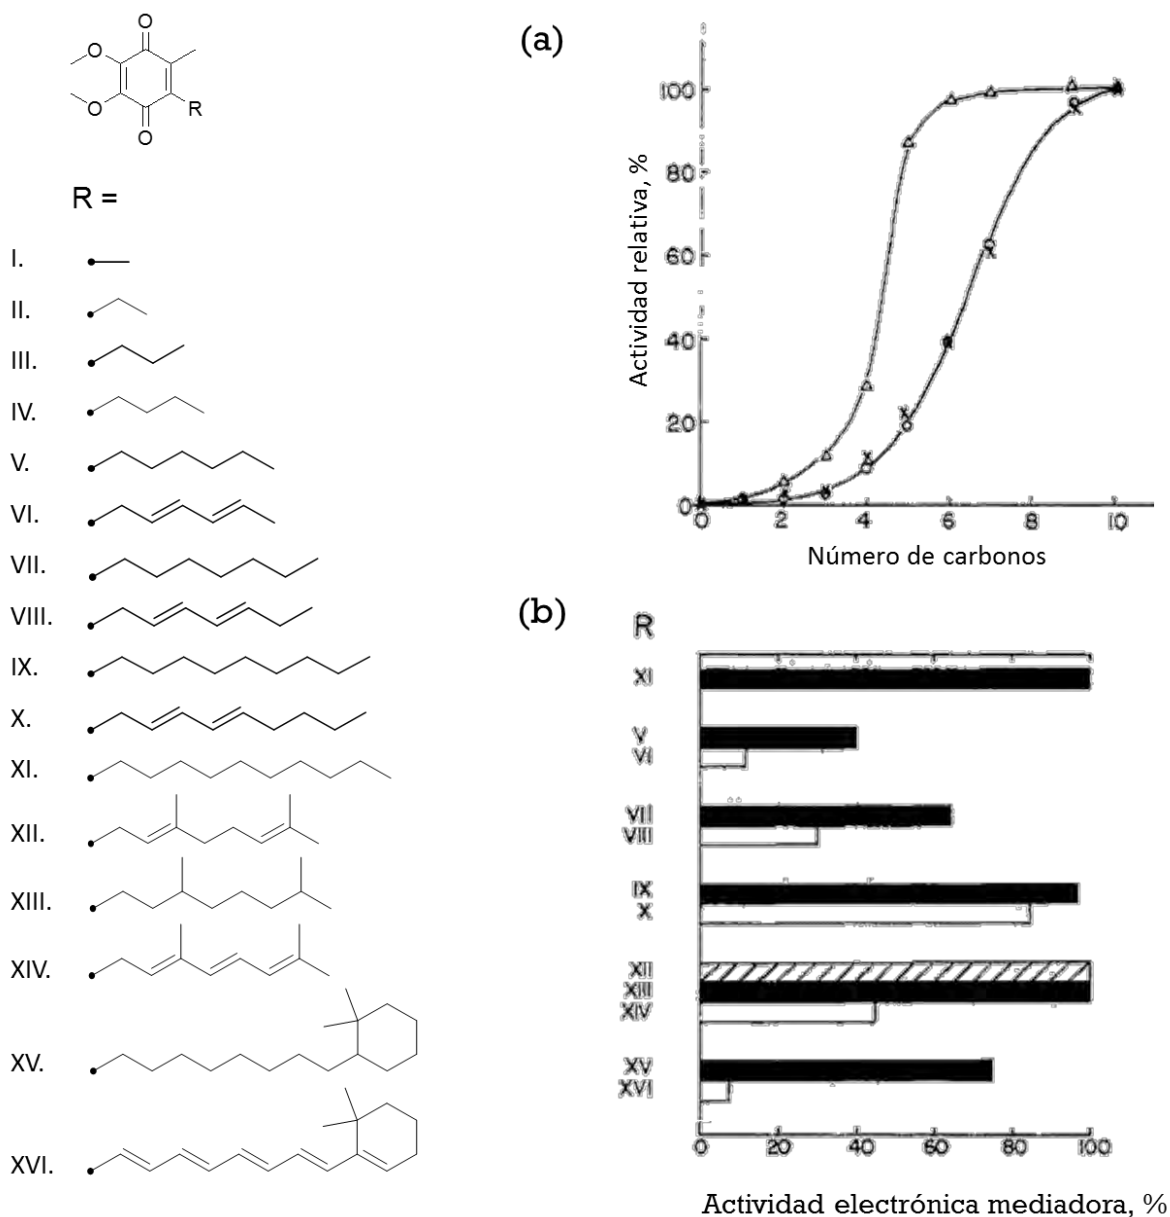 O
O
R
O
O
R =
I.
II.
III.
IV.
V.
VI.
VII.
VIII.
IX.
X.
XI.
XII.
XIII.
XIV.
XV.
XVI.
(a)
Actividad relativa, %
100
80
60
40
20
0
0 2 4 6 8 10
Número de carbonos
(b)
R
XI
V
VI
VII
VIII
IX
X
XII
XIII
XIV
XV
XVI
0 20 40 60 80 100
Actividad electrónica mediadora, %